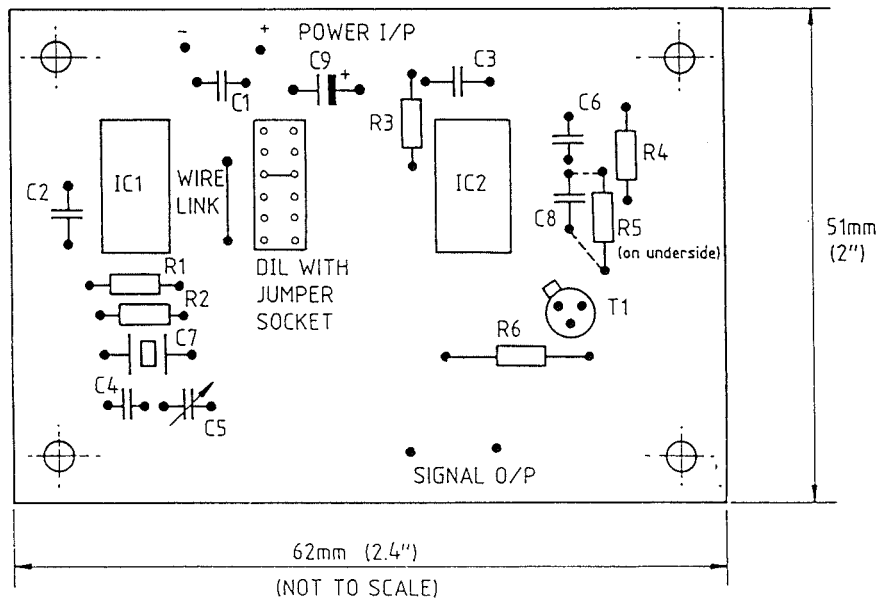 - +
POWER I/P
C1
C9
+
C3
R3
C6
R4
IC1
WIRE
LINK
IC2
C2
C8
R5
(on underside)
51mm
(2")
DIL WITH
JUMPER
SOCKET
R1
R2
C7
T1
R6
C4
C5
SIGNAL O/P
62mm (2.4")
(NOT TO SCALE)